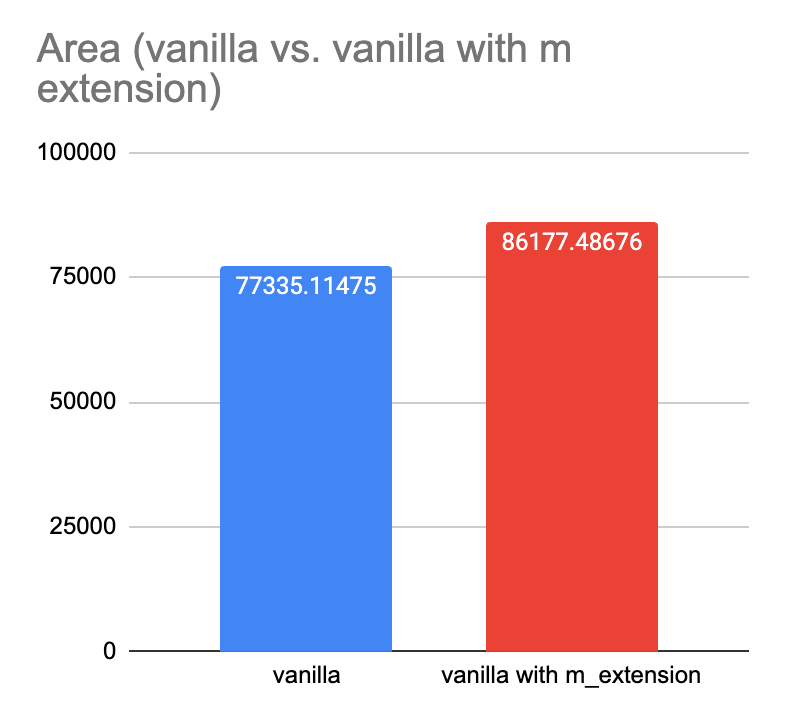 Area (vanilla vs. vanilla with m
extension)
100000
86177.48676
75000
77335.11475
50000
25000
0
vanilla
vanilla with m_extension